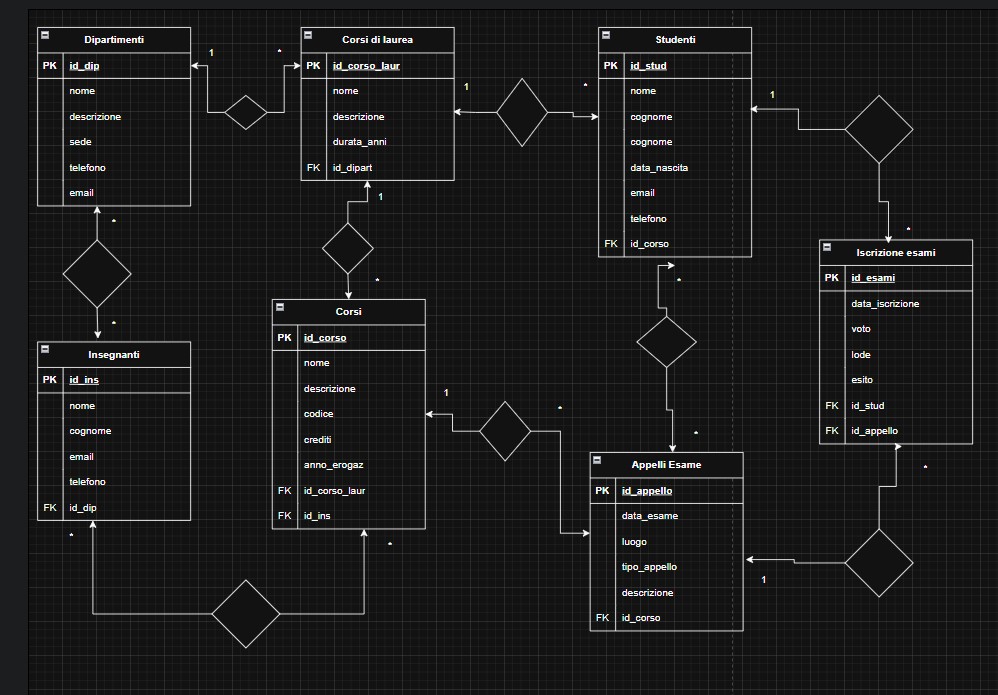 Dipartimenti
PK id_dip
nome
descrizione
sede
telefono
email
1
*
Corsi di laurea
PK id_corso_laur
nome
descrizione
durata_anni
FK id_dipart
1
*
Studenti
PK id_stud
nome
cognome
cognome
data_nascita
email
telefono
FK id_corso
1
*
Iscrizione esami
PK id_esami
data_iscrizione
voto
lode
esito
FK id_stud
FK id_appello
*
*
Insegnanti
PK id_ins
nome
cognome
email
telefono
FK id_dip
*
1
*
Corsi
PK id_corso
nome
descrizione
codice
crediti
anno_erogaz
FK id_corso_laur
FK id_ins
*
1
*
*
*
Appelli Esame
PK id_appello
data_esame
luogo
tipo_appello
descrizione
FK id_corso
1
*